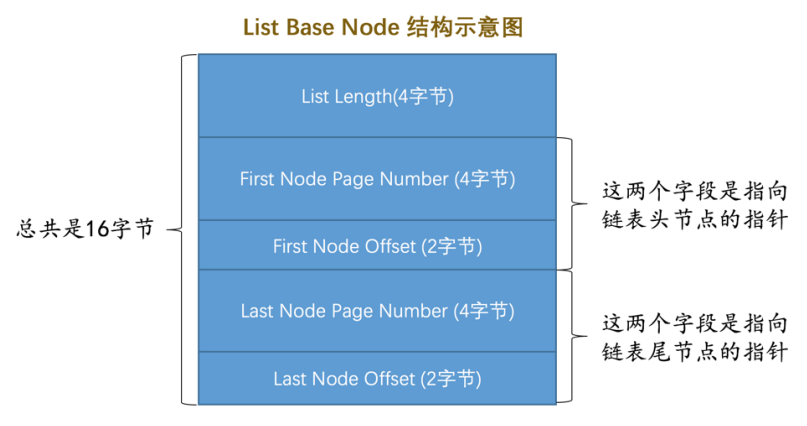 List Base Node 结构示意图
List Length(4字节)
First Node Page Number (4字节)
这两个字段是指向
链表头节点的指针
总共是16字节
First Node Offset (2字节)
Last Node Page Number (4字节)
这两个字段是指向
链表尾节点的指针
Last Node Offset (2字节)